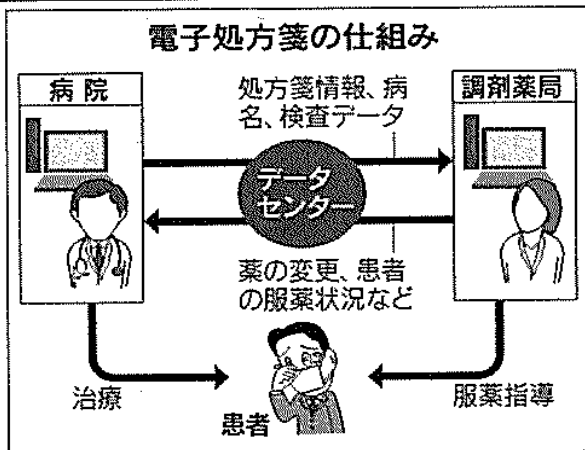 電子処方箋の仕組み
病院
処方箋情報、病
名、検査データ
調剤薬局
データ
センター
薬の変更、患者
の服薬状況など
治療
患者
服薬指導